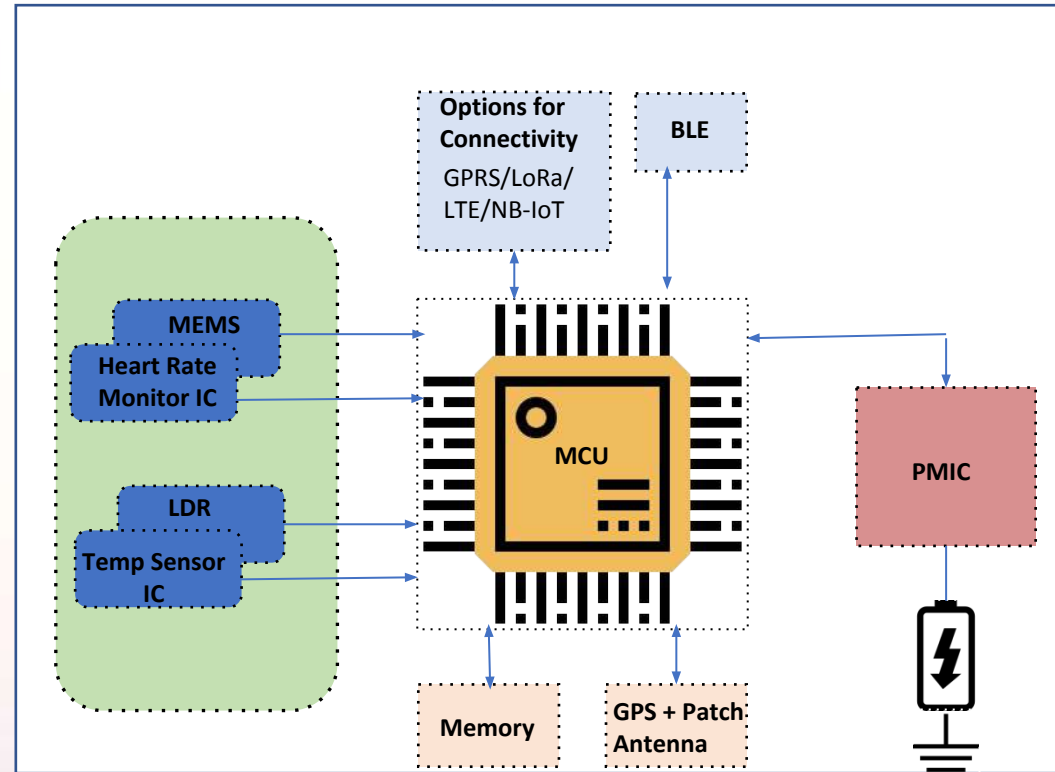 Options for
Connectivity
GPRS/LoRa/
LTE/NB-IoT
BLE
MEMS
Heart Rate
Monitor IC
LDR
Temp Sensor
IC
MCU
PMIC
Memory
GPS + Patch
Antenna